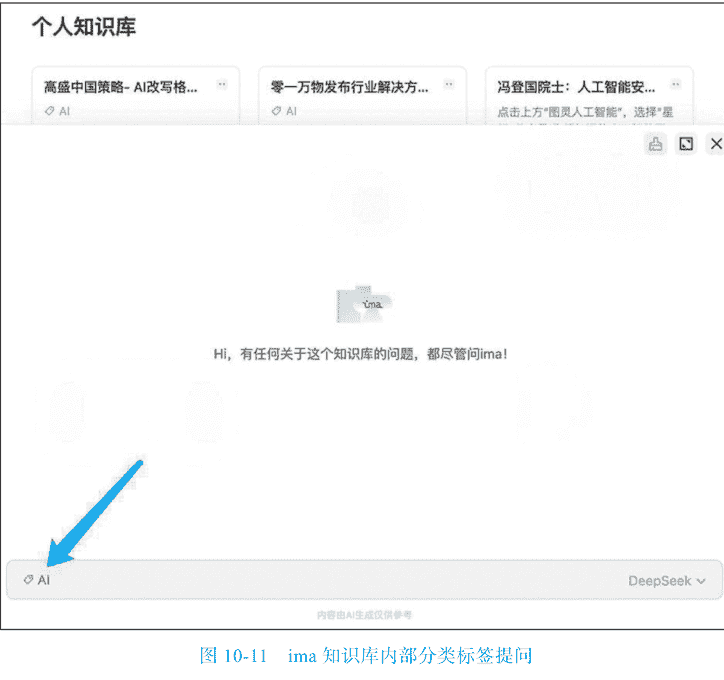 个人知识库
高盛中国策略- AI改写格... ··
零一万物发布行业解决方... ··
冯登国院士：人工智能安... ··
AI
AI
点击上方"图灵人工智能"，选择"星
ima.
Hi，有任何关于这个知识库的问题，都尽管问ima！
AI
DeepSeek
内容由AI生成仅供参考
图 10-11 ima 知识库内部分类标签提问